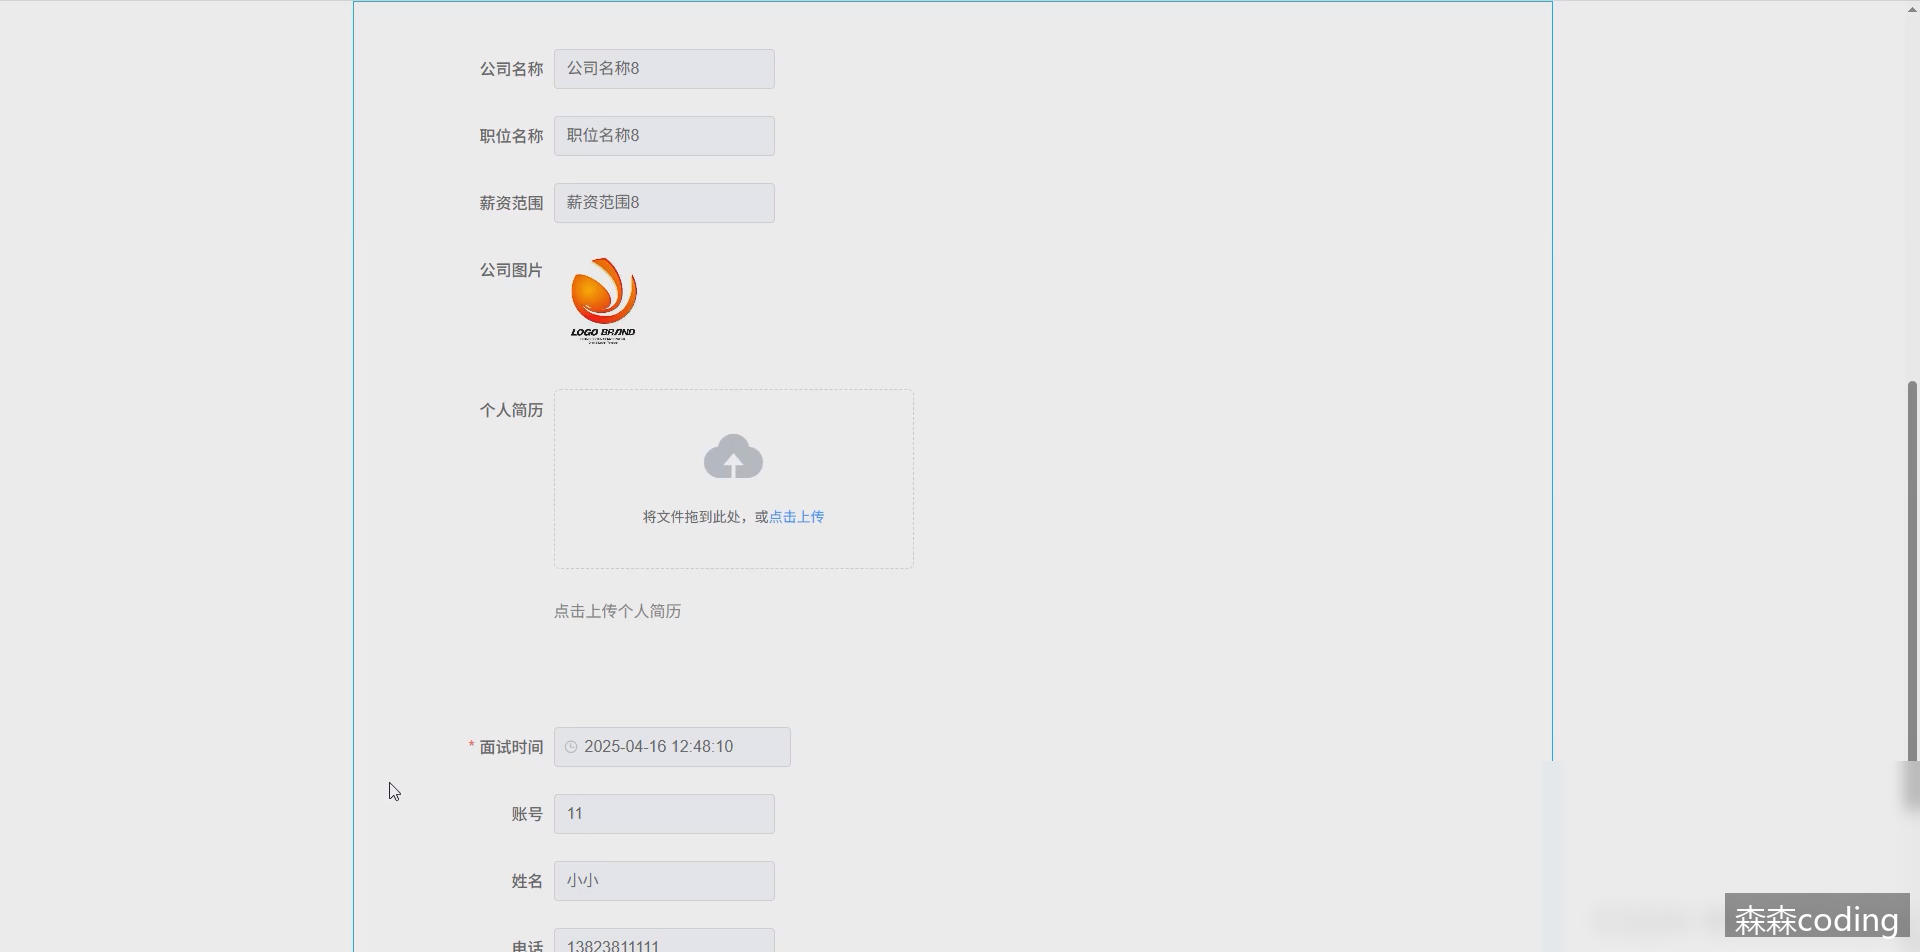 公司名称 公司名称8
职位名称 职位名称8
薪资范围 薪资范围8
公司图片
LOGO BRAND
个人简历
将文件拖到此处，或点击上传
点击上传个人简历
* 面试时间 2025-04-16 12:48:10
账号 11
姓名 小小
电话 13823811111
森森coding